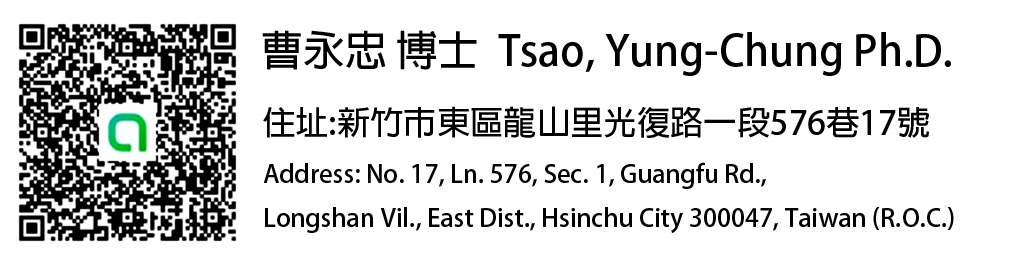 曹永忠 博士 Tsao, Yung-Chung Ph.D.
住址:新竹市東區龍山里光復路一段576巷17號
Address: No. 17, Ln. 576, Sec. 1, Guangfu Rd.,
Longshan Vil., East Dist., Hsinchu City 300047, Taiwan (R.O.C.)